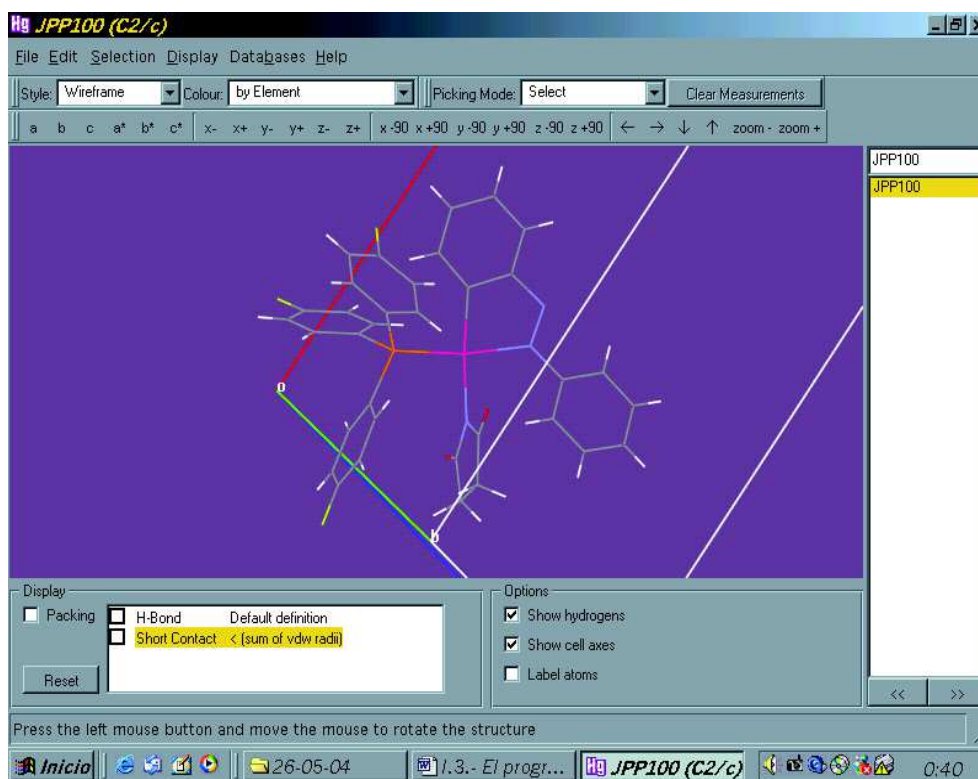 Hg JPP100 (C2/c)
File Edit Selection Display Databases Help
Style: Wireframe Colour: by Element Picking Mode: Select Clear Measurements
a b c a* b* c* x- x+ y- y+ z- z+ x -90 x +90 y -90 y +90 z -90 z +90 ← → ↓ ↑ zoom - zoom +
JPP100
JPP100
o
b
Display
Packing
H-Bond Default definition
Short Contact < (sum of vdw radii)
Reset
Options
Show hydrogens
Show cell axes
Label atoms
<< >>
Press the left mouse button and move the mouse to rotate the structure
Inicio 26-05-04 I.3.- El progr... Hg JPP100 (C2/c) 0:40